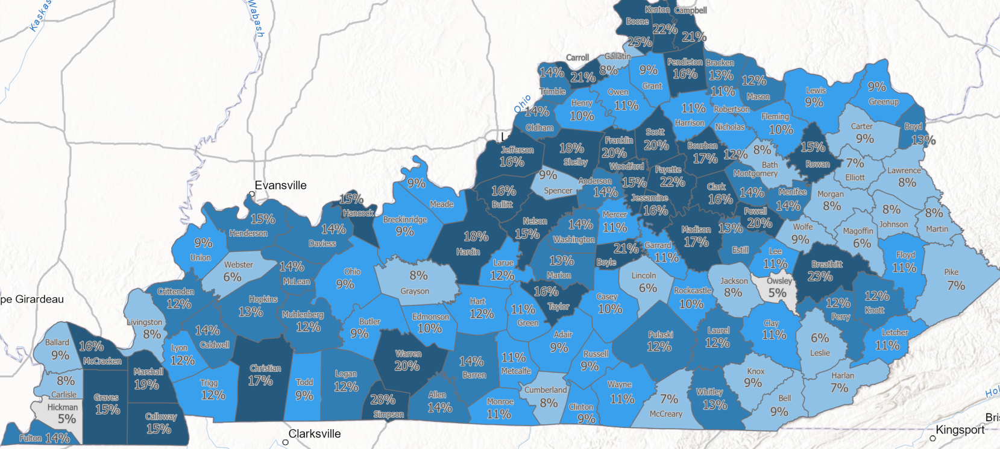 Kaskas
Wabash
Kenton
Campbell
Boone
22%
21%
25%
Carroll
Gallatin
14%
21%
8%
9%
Pendleton
16%
Bracken
13%
12%
Trimble
Grant
11%
Mason
Lewis
9%
9%
Greenup
Ohio
14%
Oldham
Henry
10%
Owen
11%
11%
Harrison
Robertson
Nicholas
Fleming
10%
Carter
9%
Boyd
13%
Jefferson
16%
18%
Shelby
Franklin
20%
Scott
20%
Bourbon
17%
12%
8%
Bath
15%
Rowan
7%
Elliott
Lawrence
8%
Woodford
15%
Fayette
22%
Montgomery
14%
9%
Spencer
Anderson
14%
Clark
16%
Menifee
14%
Morgan
8%
Evansville
9%
Meade
16%
Bullitt
Jessamine
16%
Powell
20%
8%
Johnson
8%
Martin
15%
Hancock
15%
Henderson
14%
Daviess
Breckinridge
9%
18%
Hardin
Nelson
15%
14%
Washington
Mercer
11%
Madison
17%
13%
Estill
Wolfe
9%
Magoffin
6%
9%
Union
Webster
6%
14%
McLean
Ohio
9%
8%
Grayson
Larue
12%
13%
Marion
21%
Boyle
Garrard
11%
Lee
11%
Breathitt
23%
Floyd
11%
Pike
7%
pe Girardeau
Crittenden
12%
Hopkins
13%
Muhlenberg
12%
Butler
9%
Edmonson
10%
Hart
12%
11%
Green
16%
Taylor
Casey
10%
Lincoln
6%
Rockcastle
10%
Jackson
8%
Owsley
5%
12%
Perry
12%
Knott
Livingston
8%
14%
Caldwell
Adair
9%
Pulaski
12%
Laurel
12%
Clay
11%
6%
Leslie
Letcher
11%
Ballard
9%
16%
McCracken
Lyon
12%
Christian
17%
Warren
20%
14%
Barren
11%
Metcalfe
Russell
9%
Marshall
19%
Trigg
12%
Todd
9%
Logan
12%
Wayne
11%
Knox
9%
Harlan
7%
8%
Carlisle
Hickman
5%
Graves
15%
Calloway
15%
28%
Simpson
Allen
14%
Monroe
11%
Cumberland
8%
Clinton
9%
7%
McCreary
Whitley
13%
Bell
9%
Hol
Bris
Fulton 14%
Clarksville
Kingsport